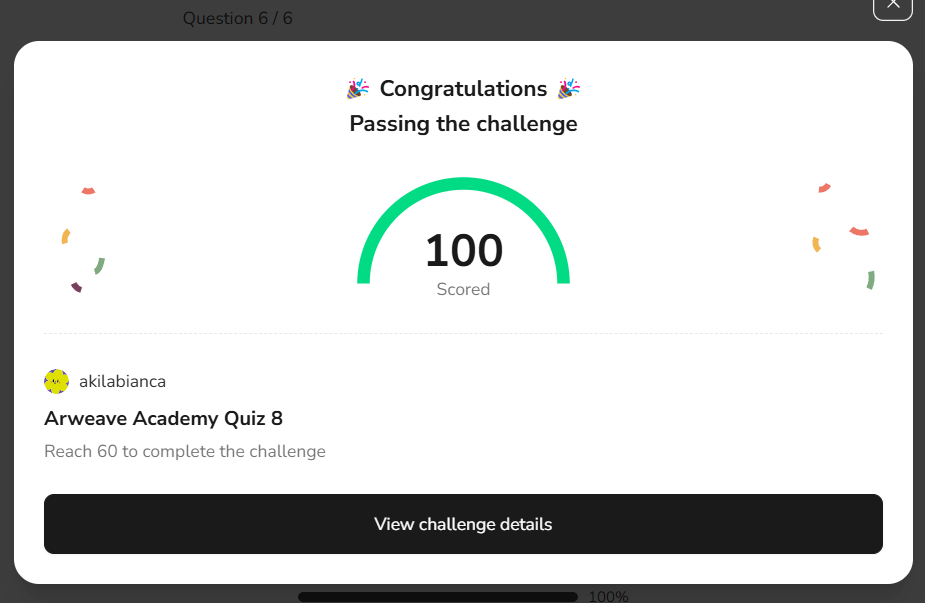 Question 6 / 6
Congratulations
Passing the challenge
100
Scored
akilabianca
Arweave Academy Quiz 8
Reach 60 to complete the challenge
View challenge details
100%